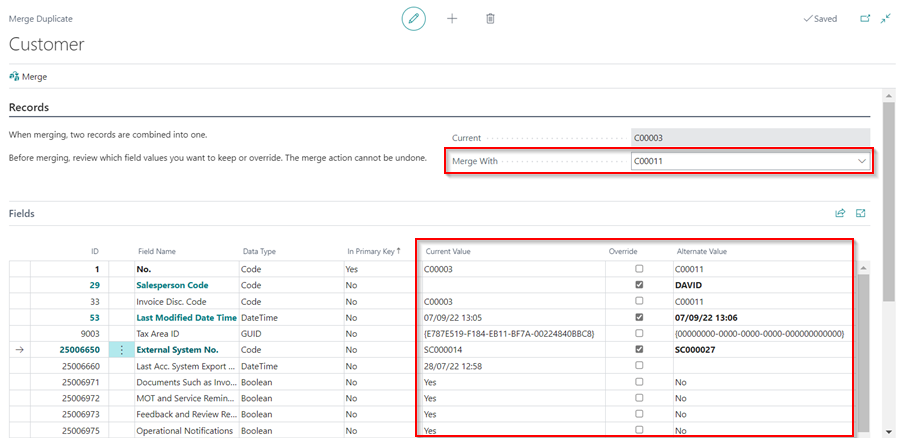 Merge Duplicate
Saved
Customer
Merge
Records
When merging, two records are combined into one.
Current C00003
Before merging, review which field values you want to keep or override. The merge action cannot be undone.
Merge With C00011
Fields
ID Field Name Data Type In Primary Key↑ Current Value Override Alternate Value
1 No. Code Yes C00003 C00011
29 Salesperson Code Code No DAVID
33 Invoice Disc. Code Code No C00003 C00011
53 Last Modified Date Time DateTime No 07/09/22 13:05 07/09/22 13:06
9003 Tax Area ID GUID No {E787E519-F184-EB11-BF7A-00224840BBC8} {00000000-0000-0000-0000-000000000000}
25006650 External System No. Code No SC000014 SC000027
25006660 Last Acc. System Export ... DateTime No 28/07/22 12:58
25006971 Documents Such as Invo... Boolean No Yes No
25006972 MOT and Service Remin... Boolean No Yes No
25006973 Feedback and Review Re... Boolean No Yes No
25006975 Operational Notifications Boolean No Yes No